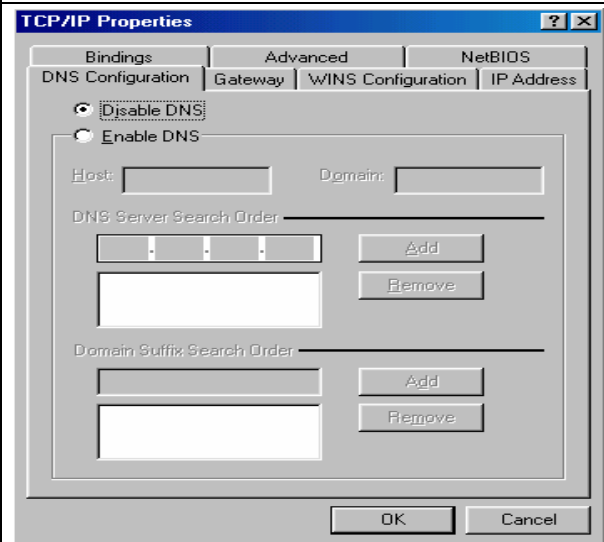 TCP/IP Properties
Bindings Advanced NetBIOS
DNS Configuration Gateway WINS Configuration IP Address
Disable DNS
Enable DNS
Host: Domain:
DNS Server Search Order
. . . Add
Remove
Domain Suffix Search Order
Add
Remove
OK Cancel